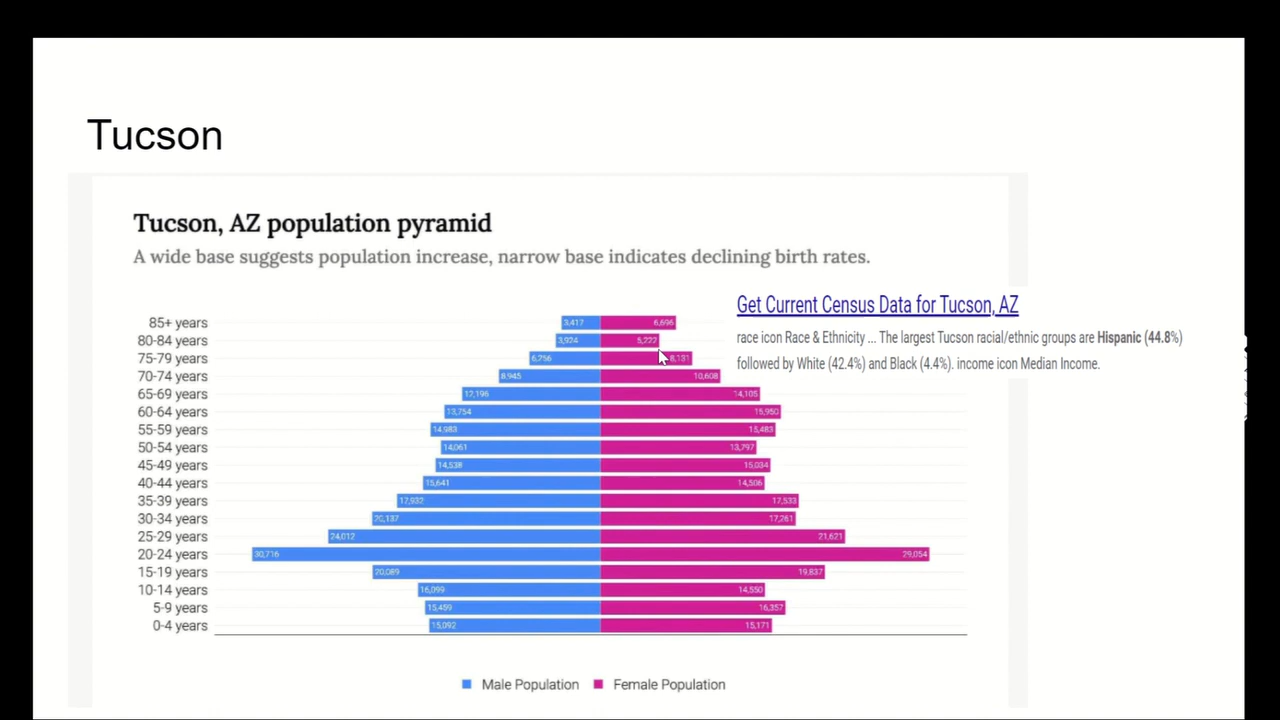 Tucson
Tucson, AZ population pyramid
A wide base suggests population increase, narrow base indicates declining birth rates.
Get Current Census Data for Tucson, AZ
race icon Race & Ethnicity ... The largest Tucson racial/ethnic groups are Hispanic (44.8%)
followed by White (42.4%) and Black (4.4%). income icon Median Income.
85+ years 3,417 6,696
80-84 years 3,924 5,222
75-79 years 6,756 8,131
70-74 years 8,945 10,608
65-69 years 12,196 14,105
60-64 years 13,754 15,950
55-59 years 14,983 15,483
50-54 years 14,061 13,797
45-49 years 14,538 15,034
40-44 years 15,641 14,506
35-39 years 17,932 17,533
30-34 years 20,137 17,261
25-29 years 24,012 21,621
20-24 years 30,716 29,054
15-19 years 20,089 19,837
10-14 years 16,099 14,550
5-9 years 15,459 16,357
0-4 years 15,092 15,171
Male Population Female Population